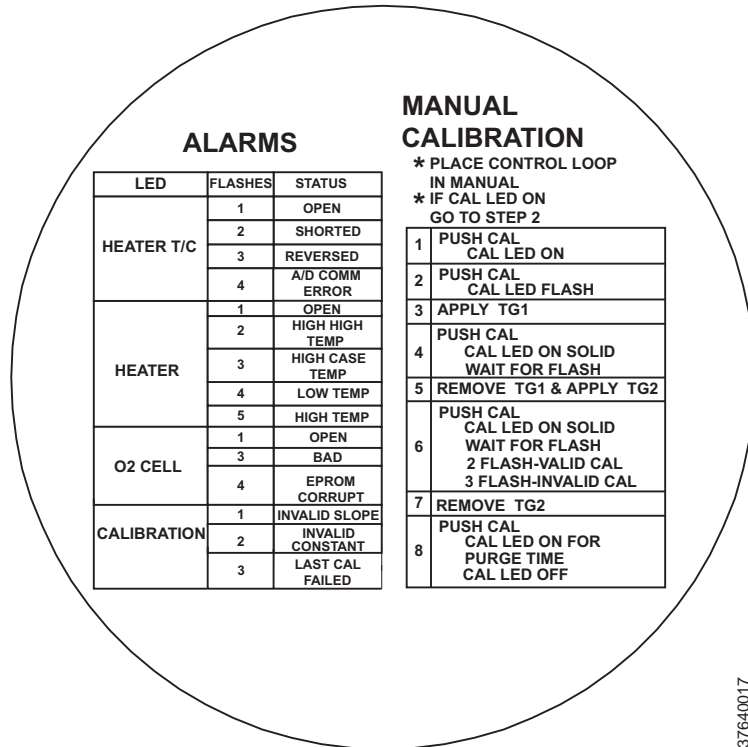 ALARMS
LED FLASHES STATUS
HEATER T/C
1 OPEN
2 SHORTED
3 REVERSED
4 A/D COMM
ERROR
HEATER
1 OPEN
2 HIGH HIGH
TEMP
3 HIGH CASE
TEMP
4 LOW TEMP
5 HIGH TEMP
O2 CELL
1 OPEN
3 BAD
4 EPROM
CORRUPT
CALIBRATION
1 INVALID SLOPE
2 INVALID
CONSTANT
3 LAST CAL
FAILED
MANUAL
CALIBRATION
* PLACE CONTROL LOOP
IN MANUAL
* IF CAL LED ON
GO TO STEP 2
1 PUSH CAL
CAL LED ON
2 PUSH CAL
CAL LED FLASH
3 APPLY TG1
4 PUSH CAL
CAL LED ON SOLID
WAIT FOR FLASH
5 REMOVE TG1 & APPLY TG2
6 PUSH CAL
CAL LED ON SOLID
WAIT FOR FLASH
2 FLASH-VALID CAL
3 FLASH-INVALID CAL
7 REMOVE TG2
8 PUSH CAL
CAL LED ON FOR
PURGE TIME
CAL LED OFF
37640017